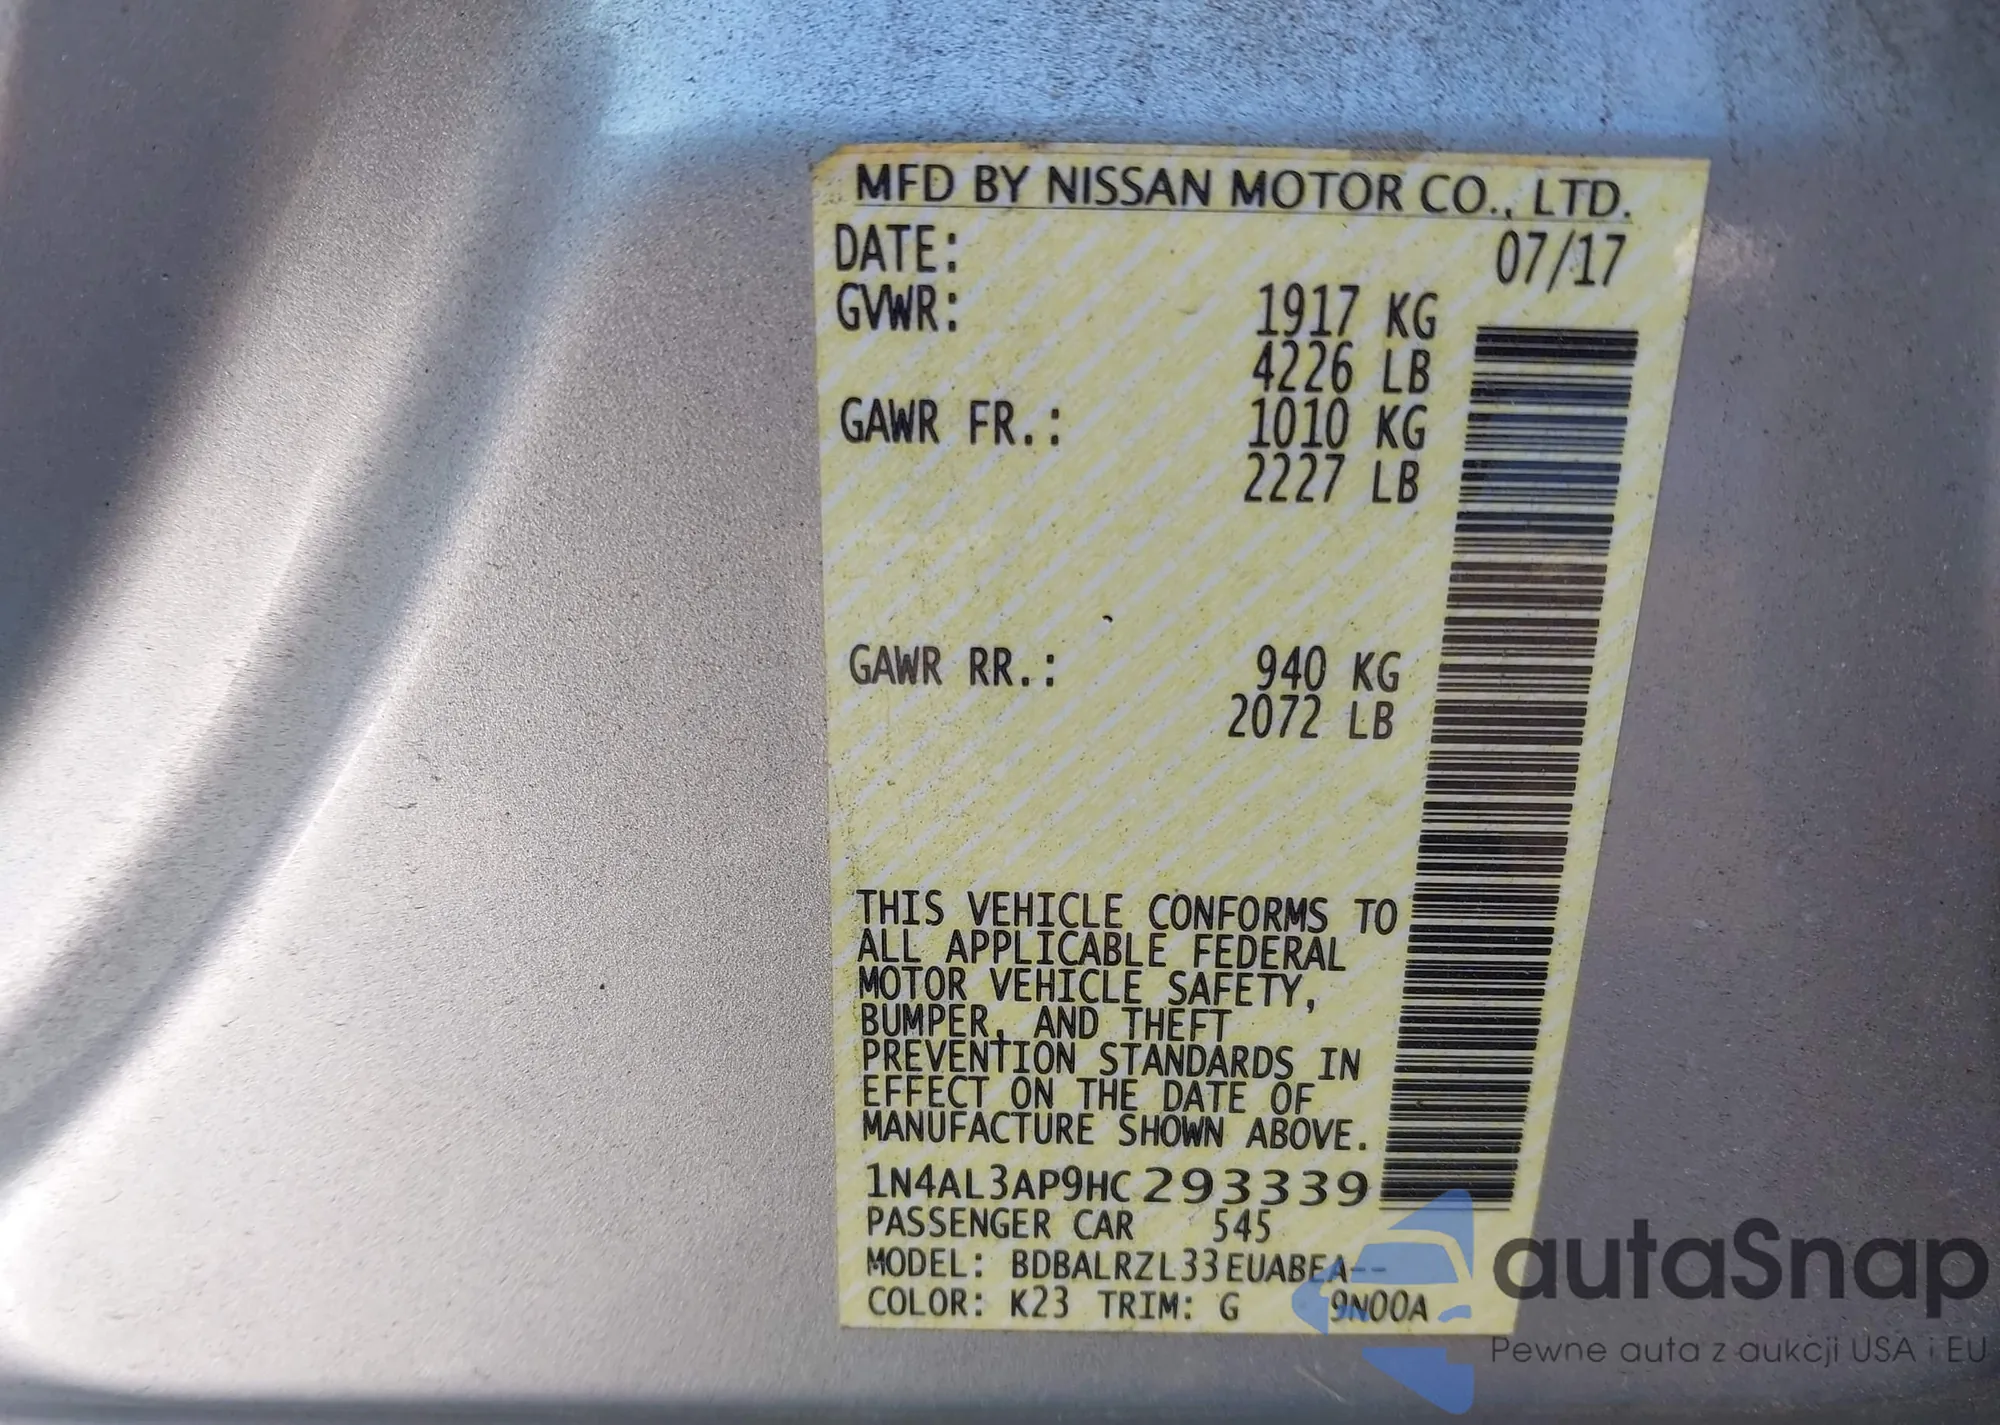 MFD BY NISSAN MOTOR CO., LTD.
DATE: 07/17
GVWR: 1917 KG
4226 LB
GAWR FR.: 1010 KG
2227 LB
GAWR RR.: 940 KG
2072 LB
THIS VEHICLE CONFORMS TO
ALL APPLICABLE FEDERAL
MOTOR VEHICLE SAFETY,
BUMPER, AND THEFT
PREVENTION STANDARDS IN
EFFECT ON THE DATE OF
MANUFACTURE SHOWN ABOVE.
1N4AL3AP9HC293339
PASSENGER CAR 545
MODEL: BDBALRZL33EUABEA--
COLOR: K23 TRIM: G 9N00A
autaSnap
Pewne auta z aukcji USA i EU